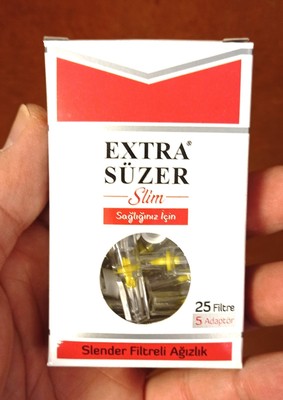 EXTRA®
SÜZER
Slim
Sağlığınız İçin
25 Filtre
5 Adaptör
Slender Filtreli Ağızlık